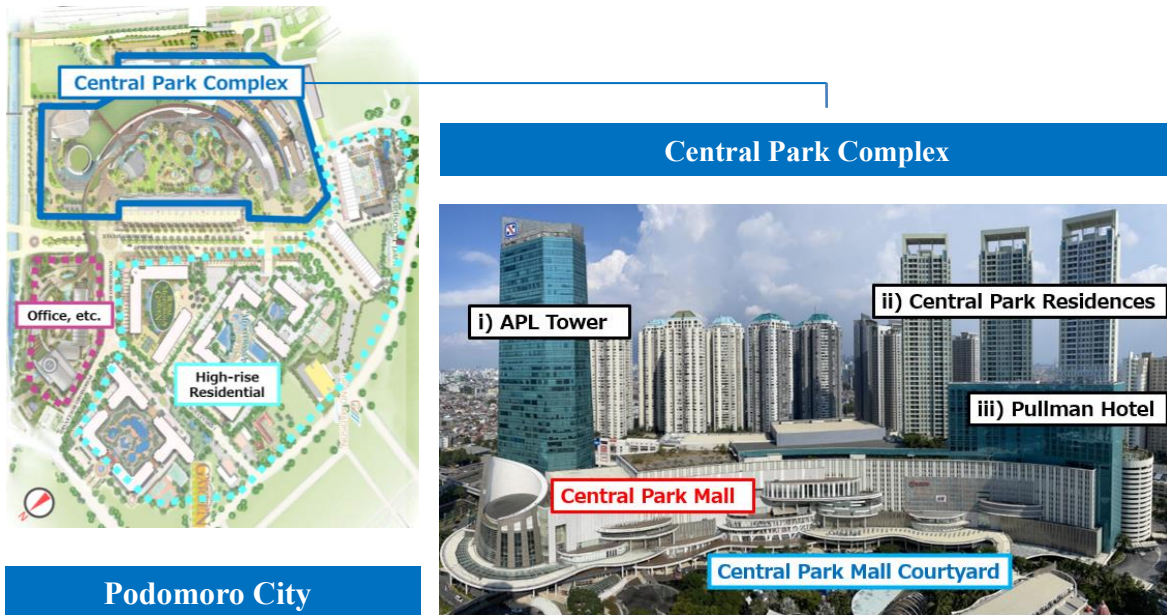 Central Park Complex
Office, etc.
High-rise
Residential
N
Podomoro City
Central Park Complex
i) APL Tower
ii) Central Park Residences
iii) Pullman Hotel
Central Park Mall
Central Park Mall Courtyard